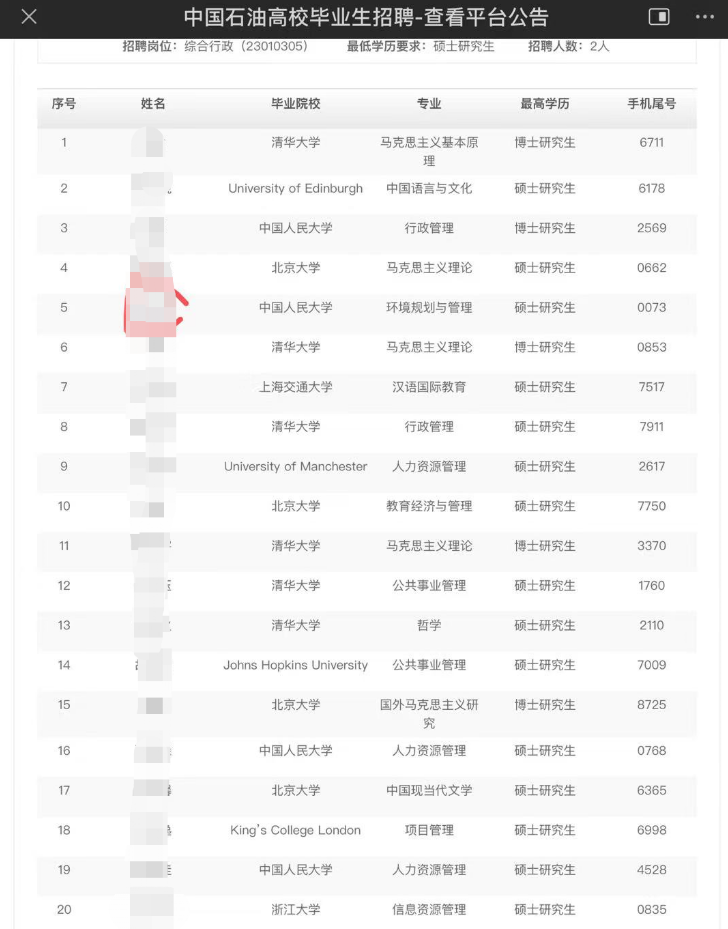 中国石油高校毕业生招聘-查看平台公告
招聘岗位：综合行政（23010305） 最低学历要求：硕士研究生 招聘人数：2人
序号 姓名 毕业院校 专业 最高学历 手机尾号
1 清华大学 马克思主义基本原理 博士研究生 6711
2 University of Edinburgh 中国语言与文化 硕士研究生 6178
3 中国人民大学 行政管理 博士研究生 2569
4 北京大学 马克思主义理论 硕士研究生 0662
5 中国人民大学 环境规划与管理 硕士研究生 0073
6 清华大学 马克思主义理论 博士研究生 0853
7 上海交通大学 汉语国际教育 硕士研究生 7517
8 清华大学 行政管理 硕士研究生 7911
9 University of Manchester 人力资源管理 硕士研究生 2617
10 北京大学 教育经济与管理 硕士研究生 7750
11 清华大学 马克思主义理论 博士研究生 3370
12 清华大学 公共事业管理 硕士研究生 1760
13 清华大学 哲学 硕士研究生 2110
14 Johns Hopkins University 公共事业管理 硕士研究生 7009
15 北京大学 国外马克思主义研究 博士研究生 8725
16 中国人民大学 人力资源管理 硕士研究生 0768
17 北京大学 中国现当代文学 硕士研究生 6365
18 King's College London 项目管理 硕士研究生 6998
19 中国人民大学 人力资源管理 硕士研究生 4528
20 浙江大学 信息资源管理 硕士研究生 0835